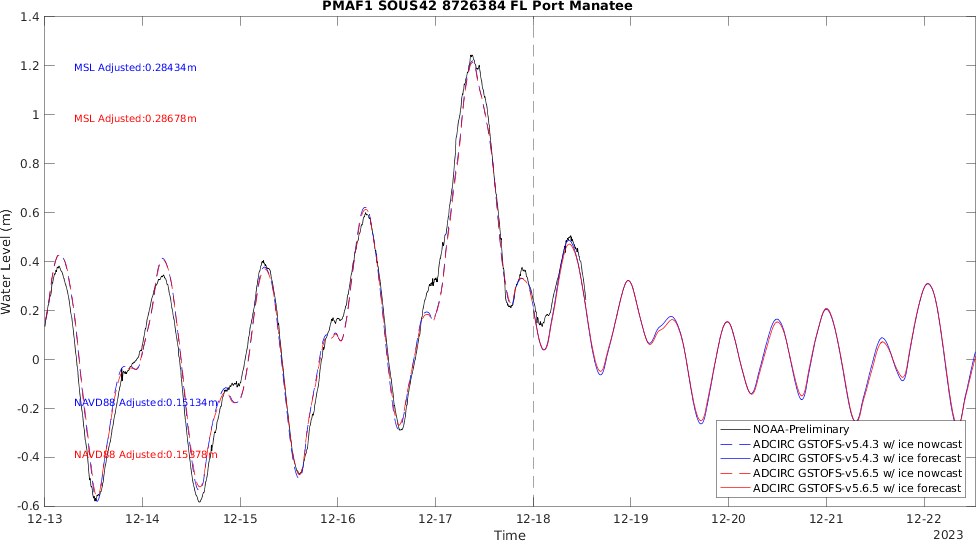 PMAF1 SOUS42 8726384 FL Port Manatee
1.4
1.2
1
0.8
0.6
0.4
0.2
0
-0.2
-0.4
-0.6
Water Level (m)
MSL Adjusted:0.28434m
MSL Adjusted:0.28678m
NAVD88 Adjusted:0.15134m
NAVD88 Adjusted:0.15378m
NOAA-Preliminary
ADCIRC GSTOFS-v5.4.3 w/ ice nowcast
ADCIRC GSTOFS-v5.4.3 w/ ice forecast
ADCIRC GSTOFS-v5.6.5 w/ ice nowcast
ADCIRC GSTOFS-v5.6.5 w/ ice forecast
12-13 12-14 12-15 12-16 12-17 12-18 12-19 12-20 12-21 12-22
Time
2023